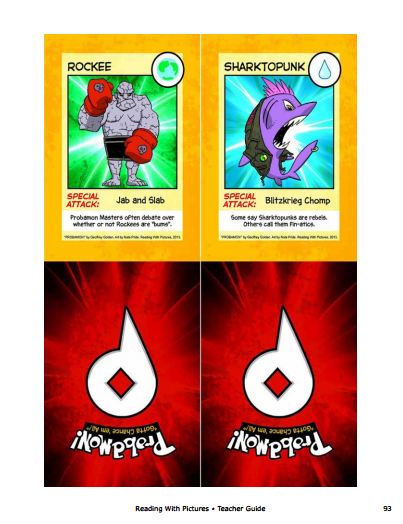 ROCKEE
SPECIAL
ATTACK:
Jab and Slab
Probamon Masters often debate over
whether or not Rockees are "bums".
"PROBAMON!" by Geoffrey Golden. Art by Nate Pride. Reading With Pictures, 2013.
SHARKTOPUNK
SPECIAL
ATTACK:
Blitzkrieg Chomp
Some say Sharktopunks are rebels.
Others call them Fin-atics.
"PROBAMON!" by Geoffrey Golden. Art by Nate Pride. Reading With Pictures, 2013.
Probamon!
"Gotta Chance 'em All!"
Probamon!
"Gotta Chance 'em All!"
Reading With Pictures • Teacher Guide
93